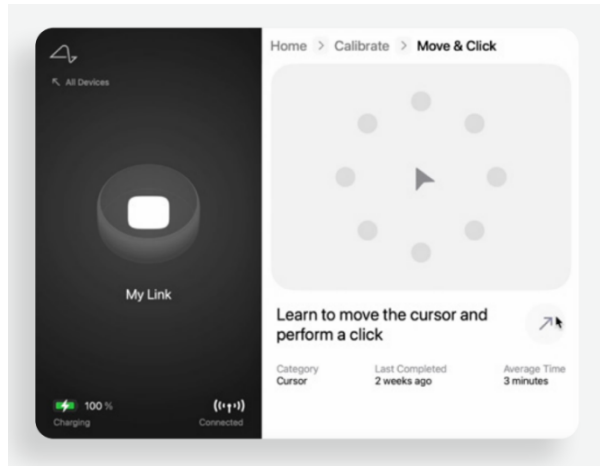 Home > Calibrate > Move & Click
All Devices
My Link
100 %
Charging
Connected
Learn to move the cursor and
perform a click
Category
Cursor
Last Completed
2 weeks ago
Average Time
3 minutes